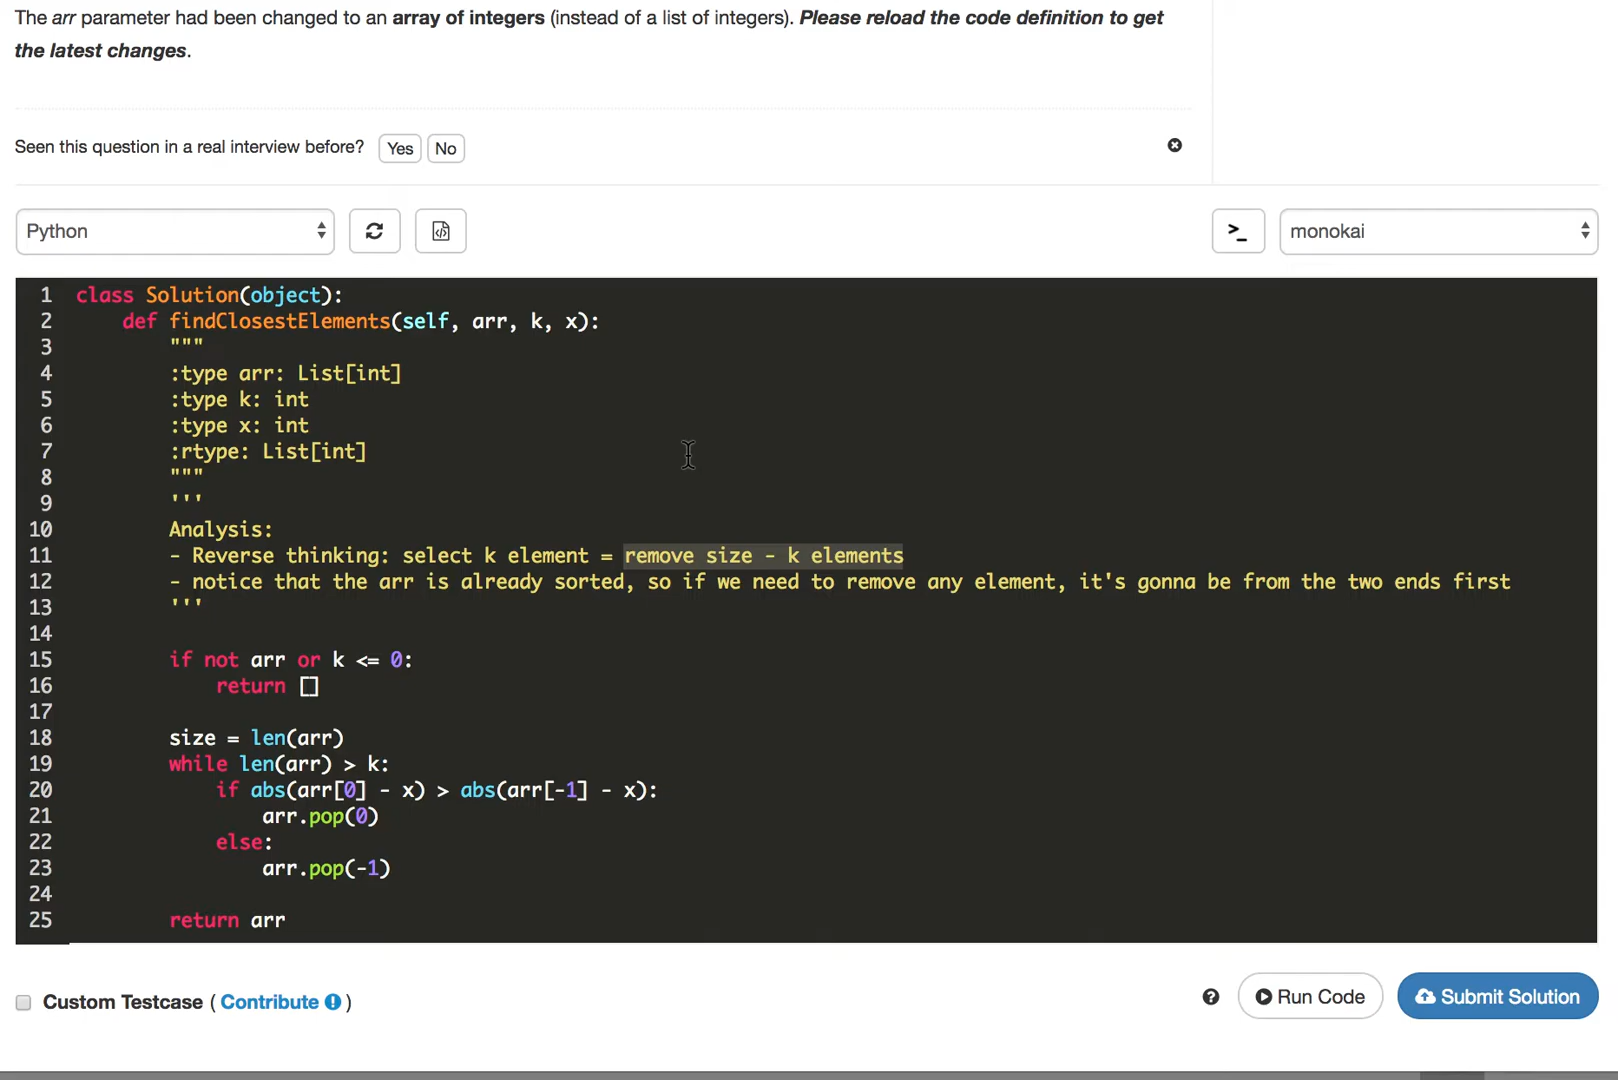 The arr parameter had been changed to an array of integers (instead of a list of integers). Please reload the code definition to get
the latest changes.
Seen this question in a real interview before? Yes No
Python >_ monokai
1 class Solution(object):
2     def findClosestElements(self, arr, k, x):
3         """
4         :type arr: List[int]
5         :type k: int
6         :type x: int
7         :rtype: List[int]
8         """
9         '''
10         Analysis:
11         - Reverse thinking: select k element = remove size - k elements
12         - notice that the arr is already sorted, so if we need to remove any element, it's gonna be from the two ends first
13         '''
14
15         if not arr or k <= 0:
16             return []
17
18         size = len(arr)
19         while len(arr) > k:
20             if abs(arr[0] - x) > abs(arr[-1] - x):
21                 arr.pop(0)
22             else:
23                 arr.pop(-1)
24
25         return arr
Custom Testcase ( Contribute ! ) ? Run Code Submit Solution